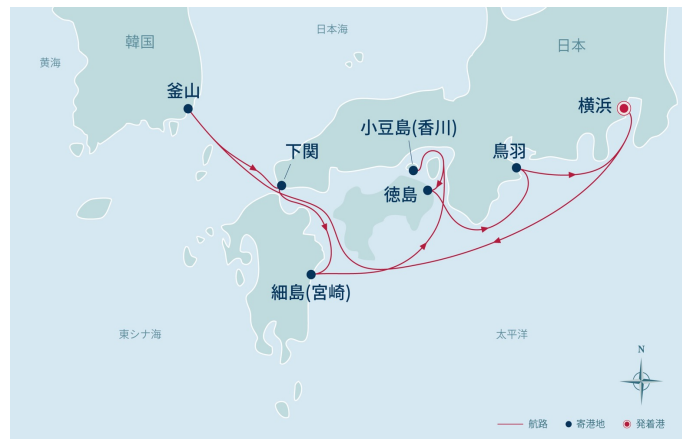 日本海
韓国
日本
黄海
釜山
横浜
小豆島(香川)
下関
鳥羽
徳島
細島(宮崎)
東シナ海
太平洋
N
航路
寄港地
発着港